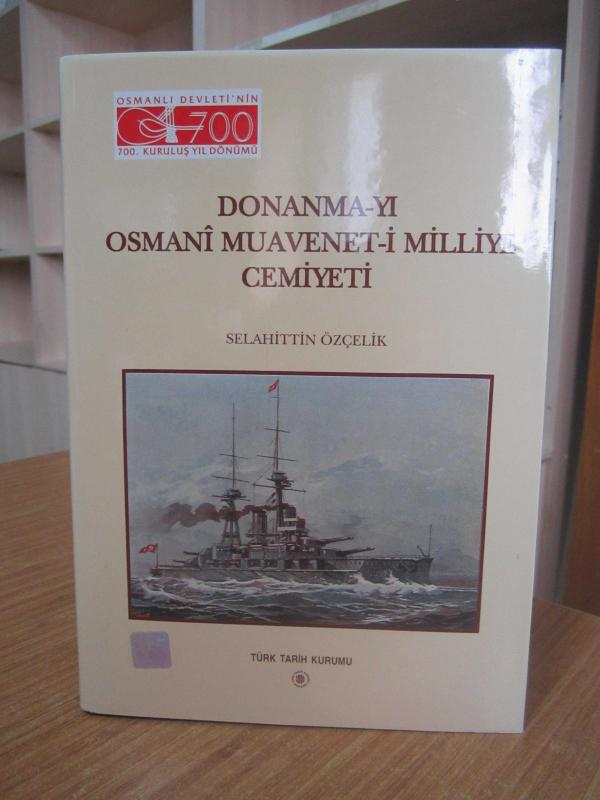 OSMANLI DEVLETİ'NİN
700
700. KURULUŞ YIL DÖNÜMÜ
DONANMA-YI
OSMANÎ MUAVENET-İ MİLLİYE
CEMİYETİ
SELAHİTTİN ÖZÇELİK
TÜRK TARİH KURUMU